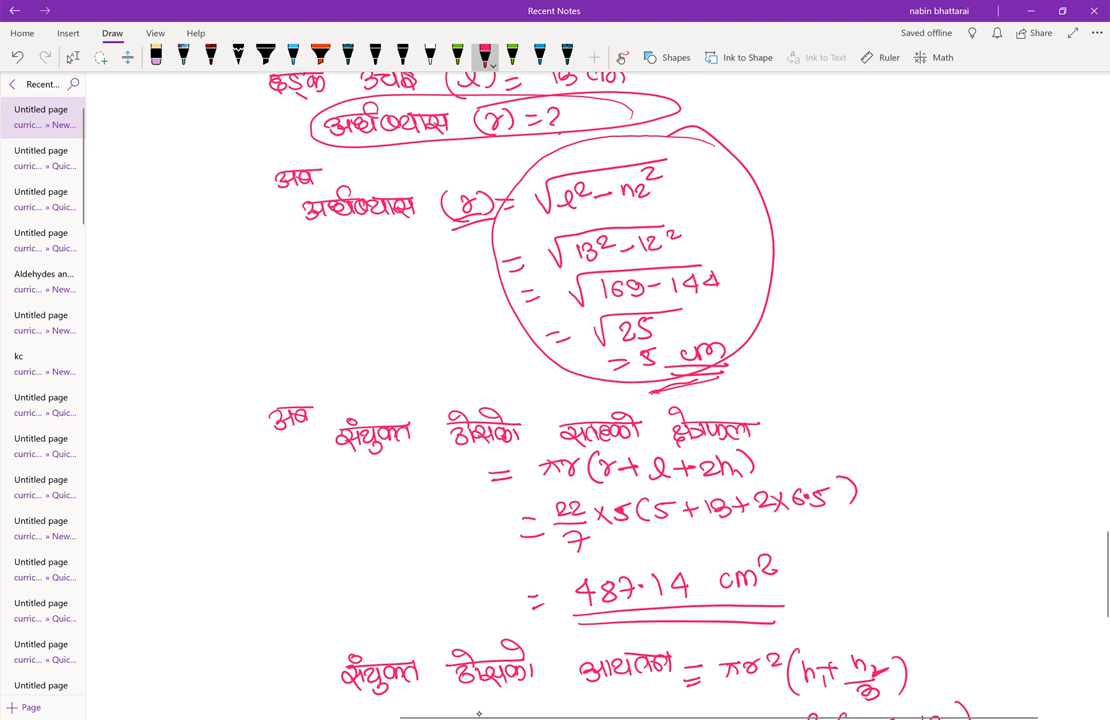 Recent Notes
nabin bhattarai
Home Insert Draw View Help
Saved offline
Share
Shapes
Ink to Shape
Ink to Text
Ruler
Math
Recent...
Untitled page
curric... » New...
Untitled page
curric... » Quic...
Untitled page
curric... » Quic...
Untitled page
curric... » Quic...
Aldehydes an...
curric... » New...
Untitled page
curric... » Quic...
kc
curric... » New...
Untitled page
curric... » Quic...
Untitled page
curric... » Quic...
Untitled page
curric... » Quic...
Untitled page
curric... » New...
Untitled page
curric... » Quic...
Untitled page
curric... » Quic...
Untitled page
curric... » Quic...
Untitled page
+ Page
(l) =
अर्धव्यास (r) = ?
अब
अर्धव्यास (r) = √l² - h₂²
= √13² - 12²
= √169 - 144
= √25
= 5 cm
अब संयुक्त ठोसको सतहको क्षेत्रफल
= πr (r + l + 2h₁)
= 22/7 × 5 (5 + 13 + 2 × 6.5)
= 487.14 cm²
संयुक्त ठोसको आयतन = πr² (h₁ + h₂/3)